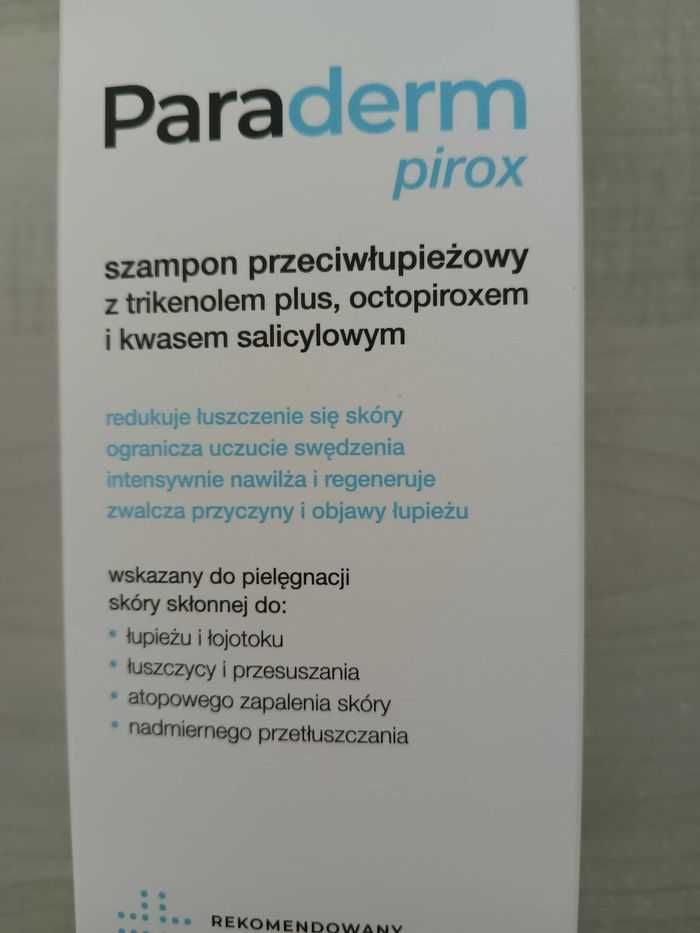 Paraderm
pirox
szampon przeciwłupieżowy
z trikenolem plus, octopiroxem
i kwasem salicylowym
redukuje łuszczenie się skóry
ogranicza uczucie swędzenia
intensywnie nawilża i regeneruje
zwalcza przyczyny i objawy łupieżu
wskazany do pielęgnacji
skóry skłonnej do:
• łupieżu i łojotoku
• łuszczycy i przesuszania
• atopowego zapalenia skóry
• nadmiernego przetłuszczania
REKOMENDOWANY